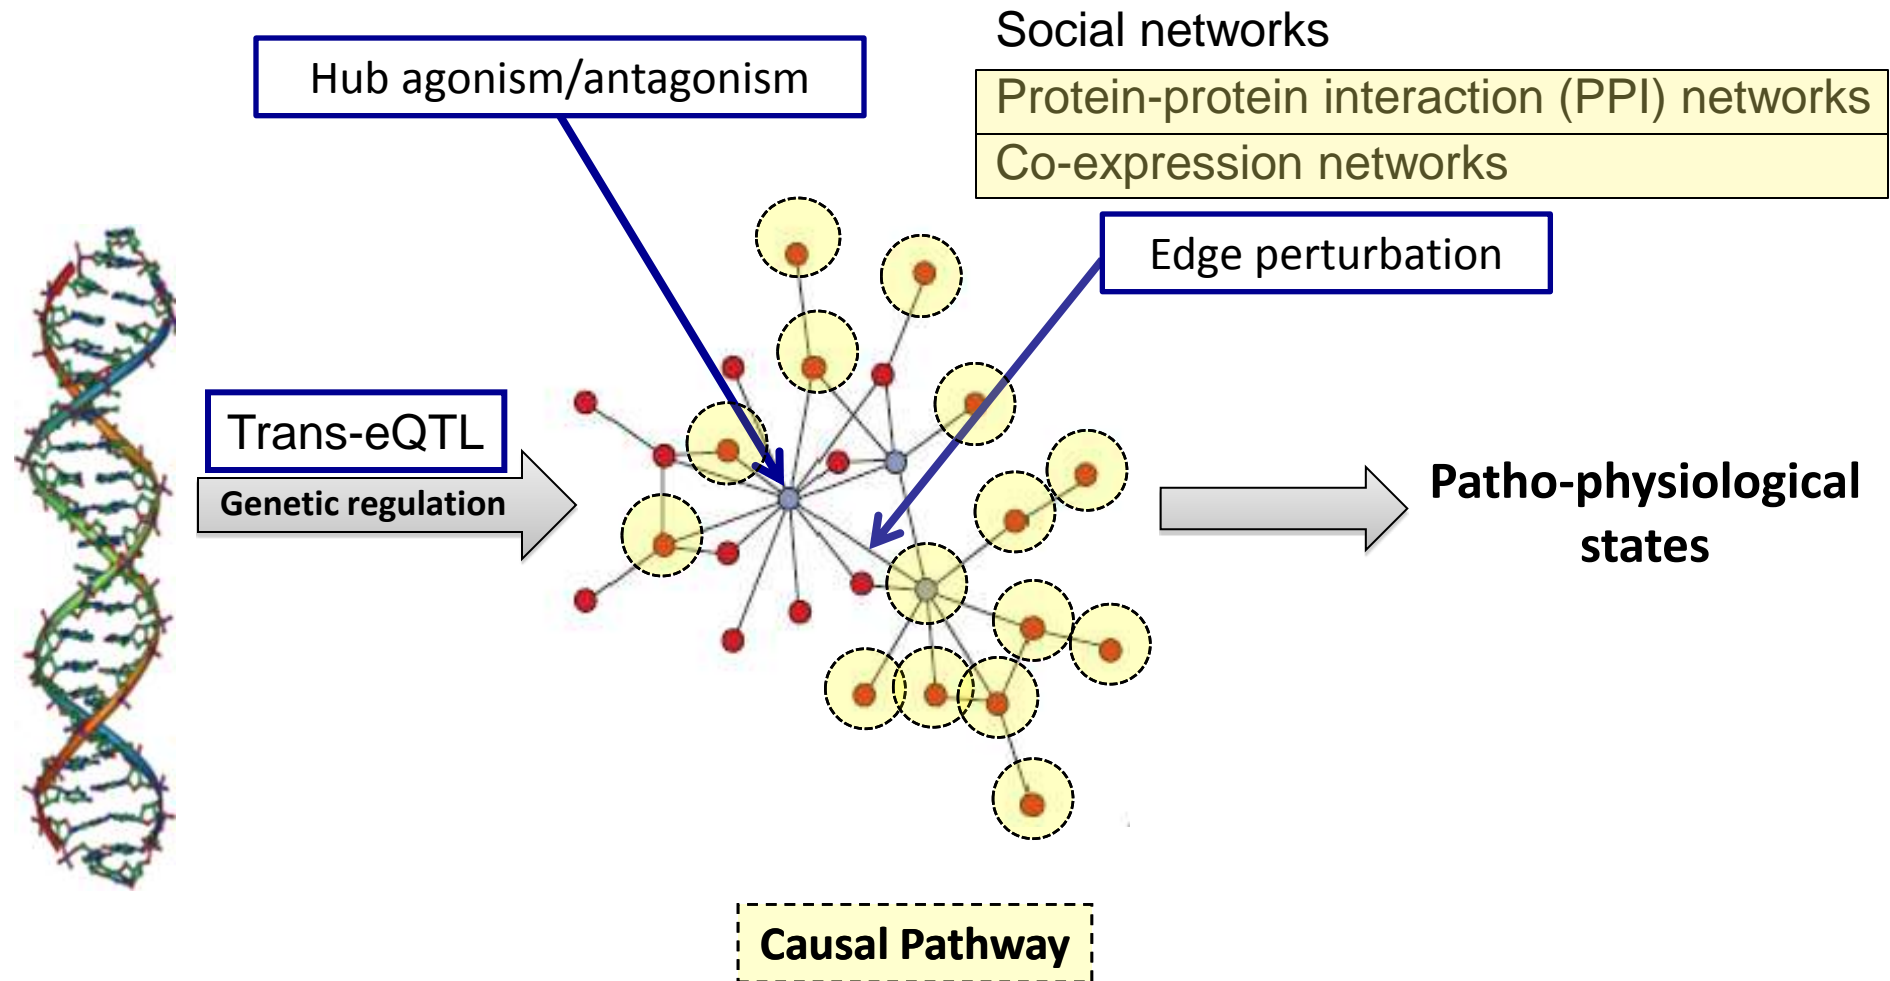 Social networks
Hub agonism/antagonism
Protein-protein interaction (PPI) networks
Co-expression networks
Edge perturbation
Trans-eQTL
Genetic regulation
Patho-physiological
states
Causal Pathway